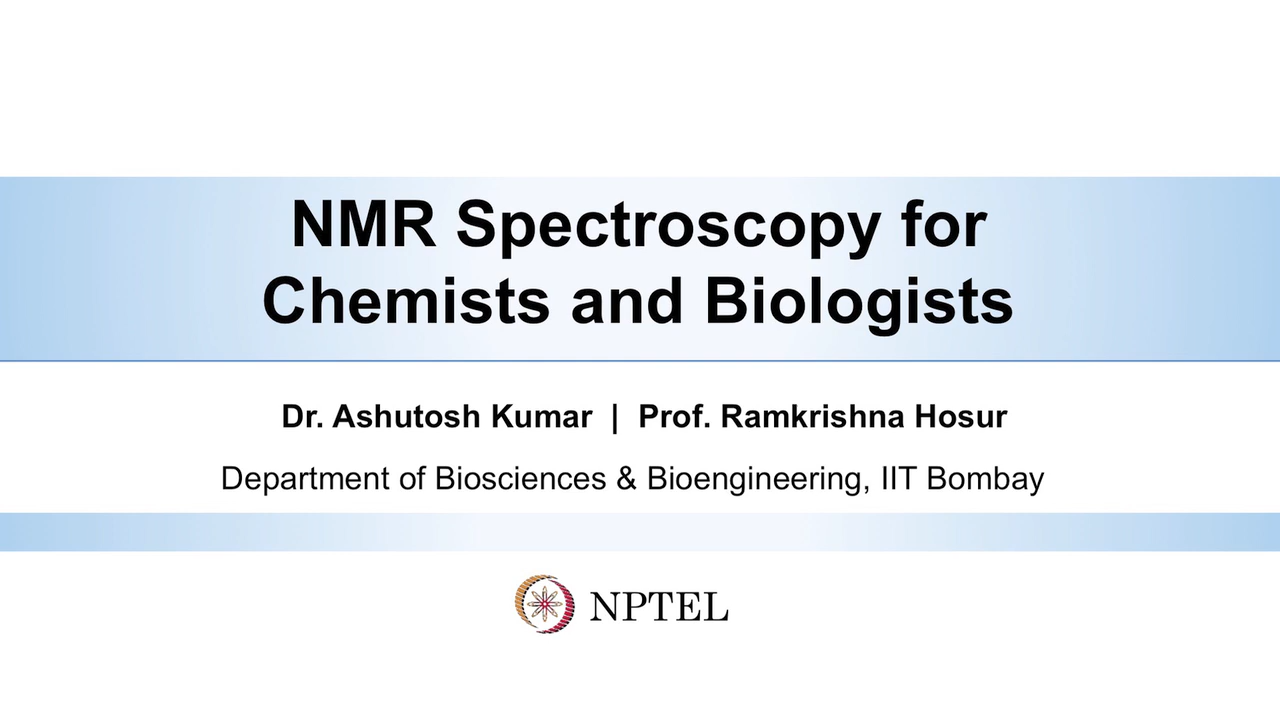 NMR Spectroscopy for
Chemists and Biologists
Dr. Ashutosh Kumar | Prof. Ramkrishna Hosur
Department of Biosciences & Bioengineering, IIT Bombay
NPTEL